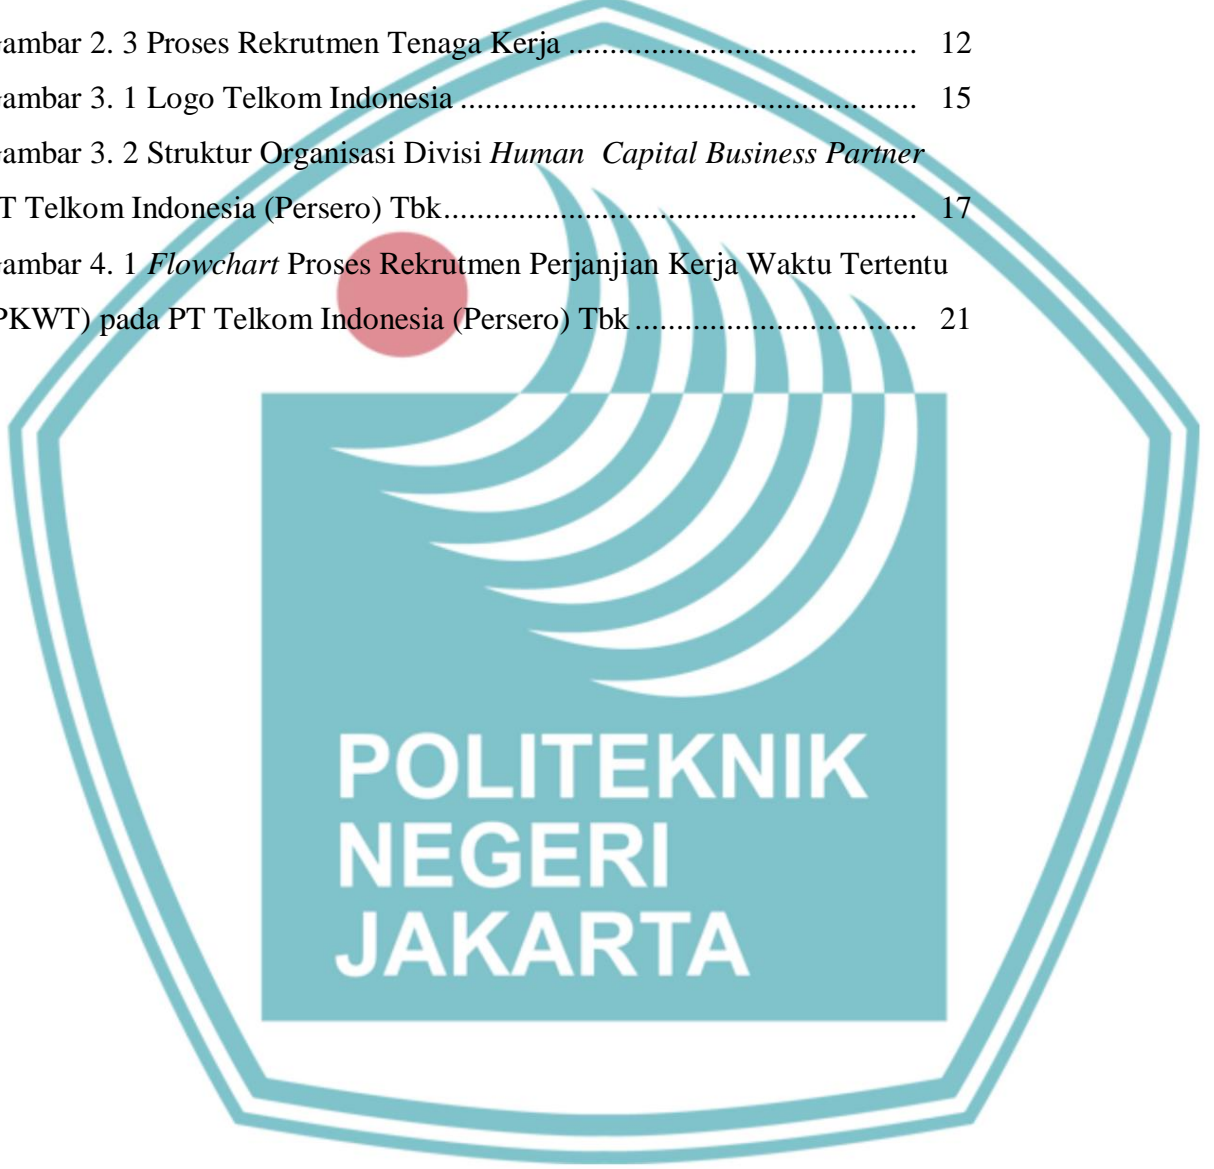 ambar 2. 3 Proses Rekrutmen Tenaga Kerja .......................................... 12
ambar 3. 1 Logo Telkom Indonesia ....................................................... 15
ambar 3. 2 Struktur Organisasi Divisi Human Capital Business Partner
T Telkom Indonesia (Persero) Tbk......................................................... 17
ambar 4. 1 Flowchart Proses Rekrutmen Perjanjian Kerja Waktu Tertentu
PKWT) pada PT Telkom Indonesia (Persero) Tbk .................................. 21
POLITEKNIK
NEGERI
JAKARTA